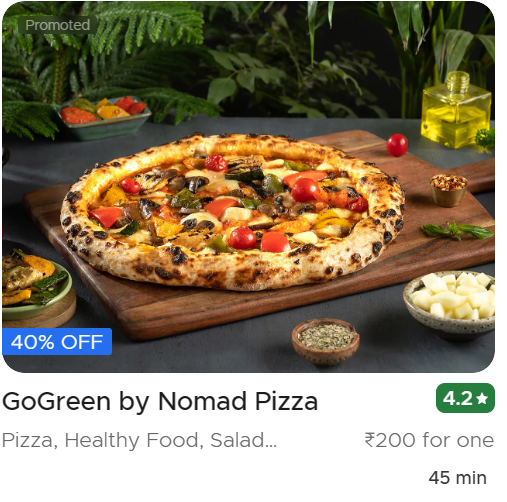 Promoted
40% OFF
GoGreen by Nomad Pizza
4.2★
Pizza, Healthy Food, Salad...
₹200 for one
45 min